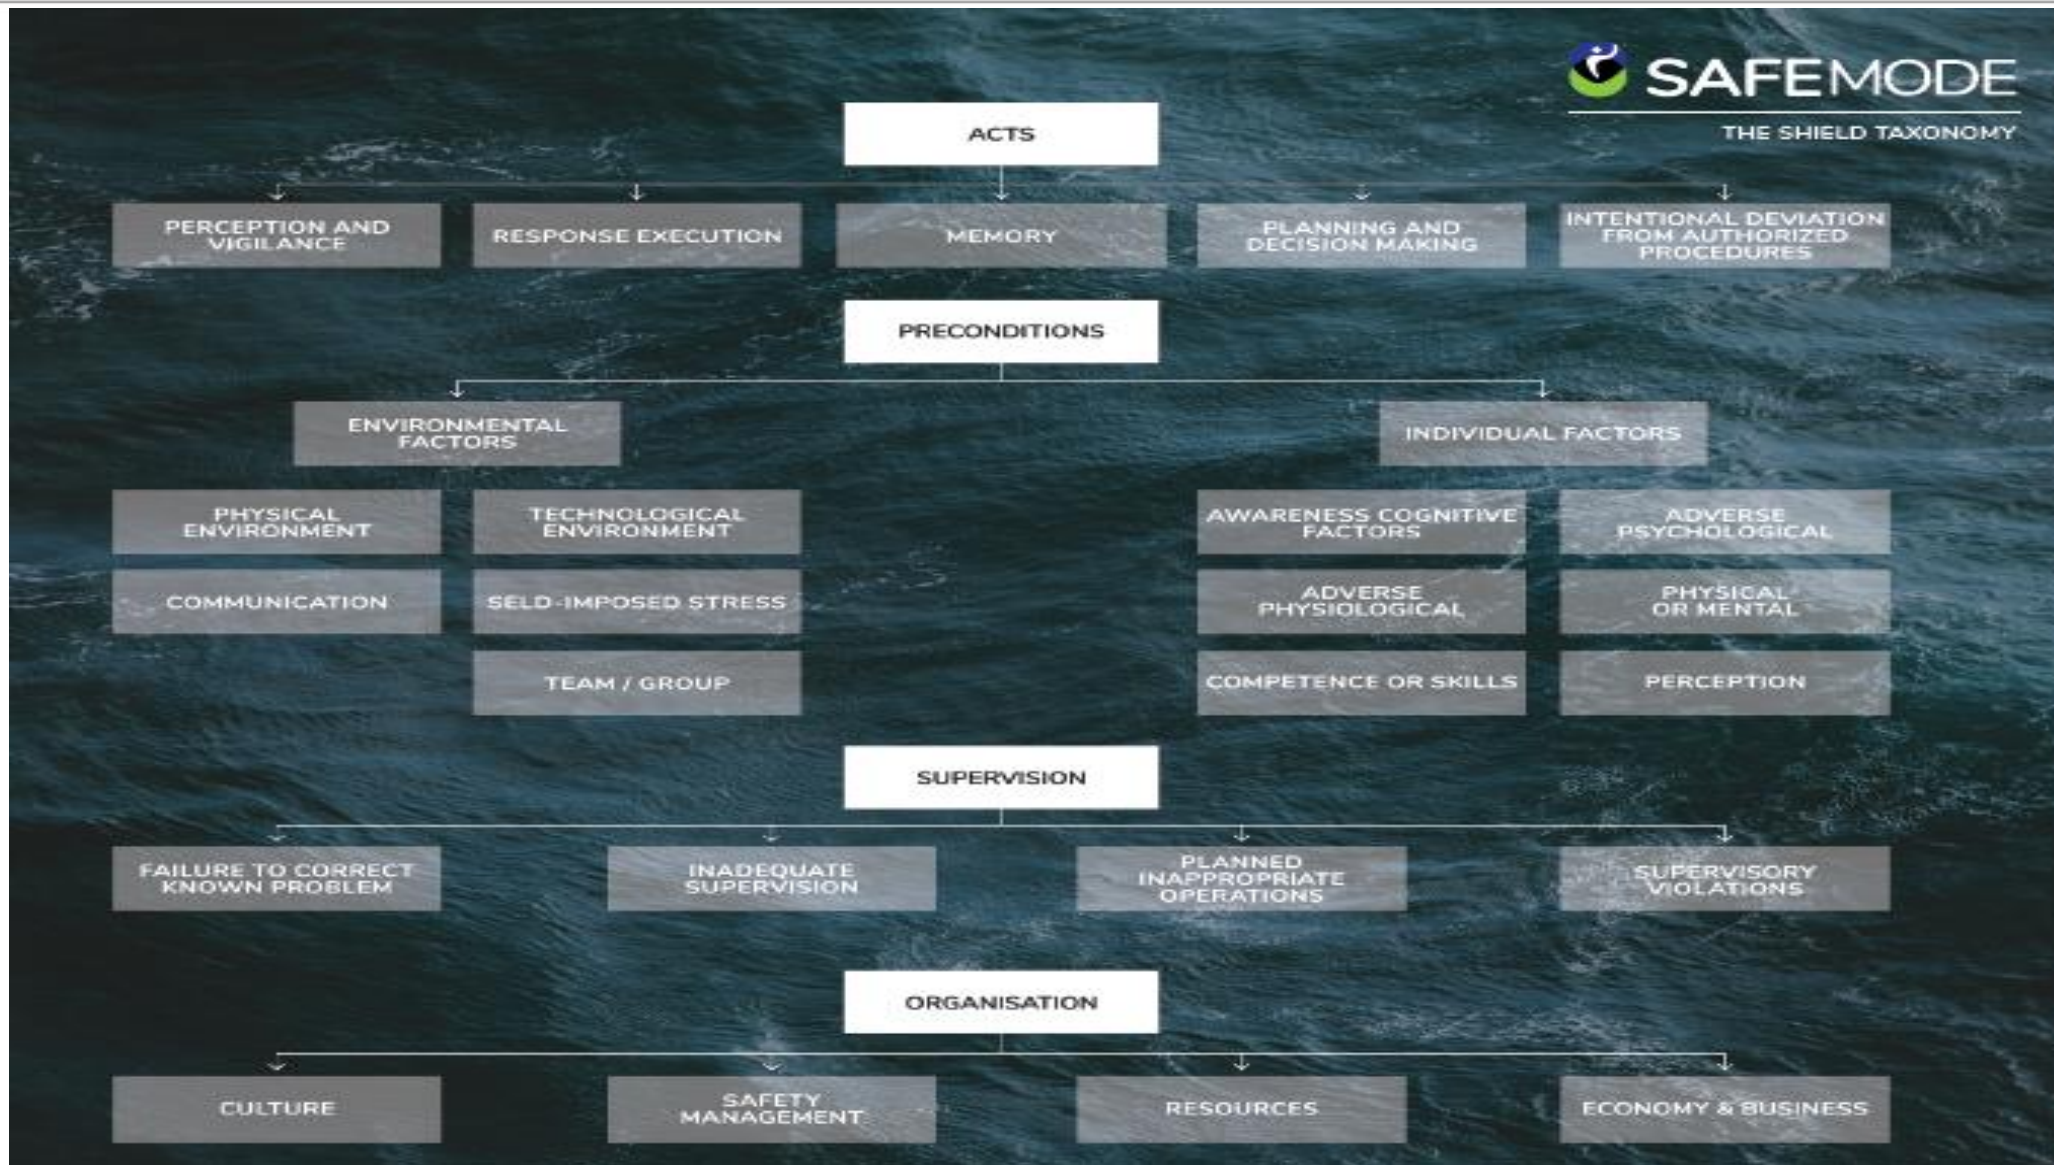 SAFEMODE
THE SHIELD TAXONOMY
ACTS
PERCEPTION AND
VIGILANCE
RESPONSE EXECUTION
MEMORY
PLANNING AND
DECISION MAKING
INTENTIONAL DEVIATION
FROM AUTHORIZED
PROCEDURES
PRECONDITIONS
ENVIRONMENTAL
FACTORS
INDIVIDUAL FACTORS
PHYSICAL
ENVIRONMENT
TECHNOLOGICAL
ENVIRONMENT
AWARENESS COGNITIVE
FACTORS
ADVERSE
PSYCHOLOGICAL
COMMUNICATION
SELD-IMPOSED STRESS
ADVERSE
PHYSIOLOGICAL
PHYSICAL
OR MENTAL
TEAM / GROUP
COMPETENCE OR SKILLS
PERCEPTION
SUPERVISION
FAILURE TO CORRECT
KNOWN PROBLEM
INADEQUATE
SUPERVISION
PLANNED
INAPPROPRIATE
OPERATIONS
SUPERVISORY
VIOLATIONS
ORGANISATION
CULTURE
SAFETY
MANAGEMENT
RESOURCES
ECONOMY & BUSINESS